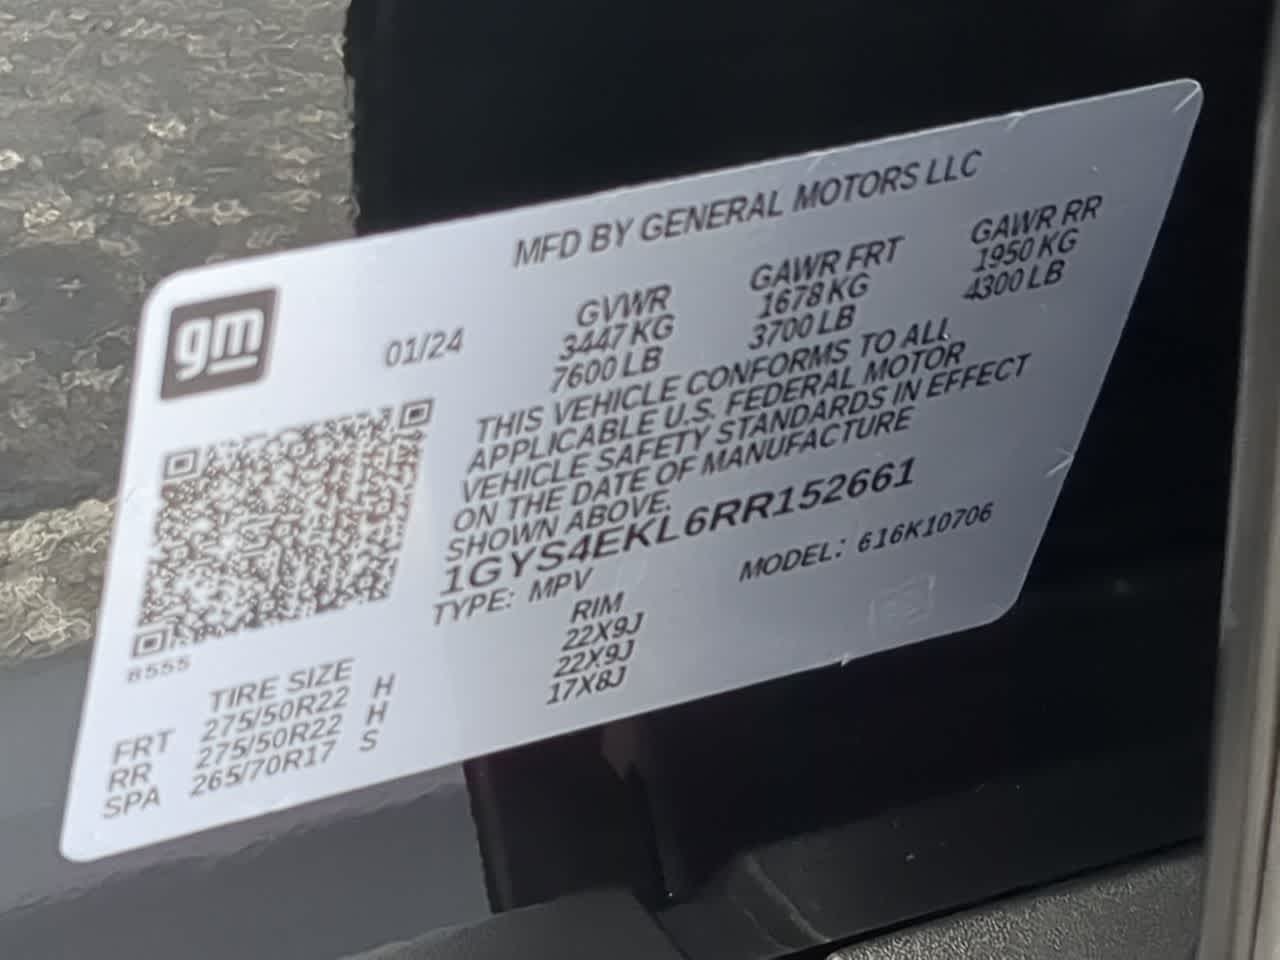 MFD BY GENERAL MOTORS LLC
gm
01/24
GVWR GAWR FRT GAWR RR
3447 KG 1678 KG 1950 KG
7600 LB 3700 LB 4300 LB
THIS VEHICLE CONFORMS TO ALL
APPLICABLE U.S. FEDERAL MOTOR
VEHICLE SAFETY STANDARDS IN EFFECT
ON THE DATE OF MANUFACTURE
SHOWN ABOVE.
1GYS4EKL6RR152661
TYPE: MPV MODEL: 616K10706
8555
TIRE SIZE RIM
FRT 275/50R22 H 22X9J
RR 275/50R22 H 22X9J
SPA 265/70R17 S 17X8J